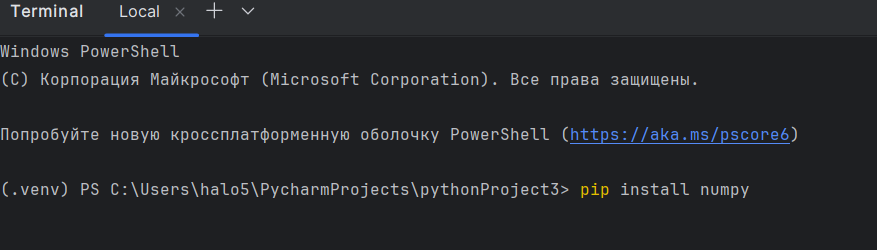 Terminal Local
Windows PowerShell
(C) Корпорация Майкрософт (Microsoft Corporation). Все права защищены.
Попробуйте новую кроссплатформенную оболочку PowerShell (https://aka.ms/pscore6)
(.venv) PS C:\Users\halo5\PycharmProjects\pythonProject3> pip install numpy